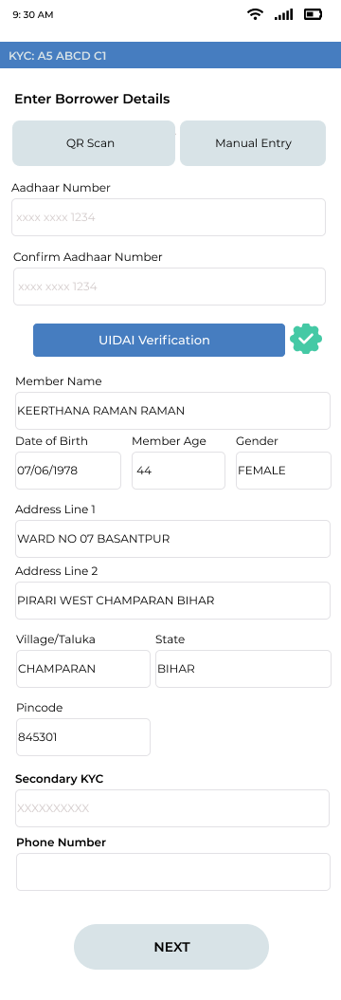 9: 30 AM
KYC: A5 ABCD C1
Enter Borrower Details
QR Scan Manual Entry
Aadhaar Number
xxxx xxxx 1234
Confirm Aadhaar Number
xxxx xxxx 1234
UIDAI Verification
Member Name
KEERTHANA RAMAN RAMAN
Date of Birth Member Age Gender
07/06/1978 44 FEMALE
Address Line 1
WARD NO 07 BASANTPUR
Address Line 2
PIRARI WEST CHAMPARAN BIHAR
Village/Taluka State
CHAMPARAN BIHAR
Pincode
845301
Secondary KYC
XXXXXXXXXX
Phone Number
NEXT